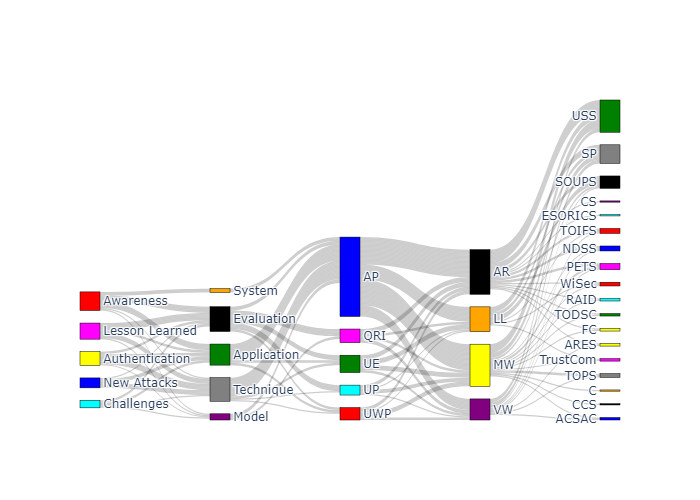 Awareness
Lesson Learned
Authentication
New Attacks
Challenges
System
Evaluation
Application
Technique
Model
AP
QRI
UE
UP
UWP
AR
LL
MW
VW
USS
SP
SOUPS
CS
ESORICS
TOIFS
NDSS
PETS
WiSec
RAID
TODSC
FC
ARES
TrustCom
TOPS
C
CCS
ACSAC